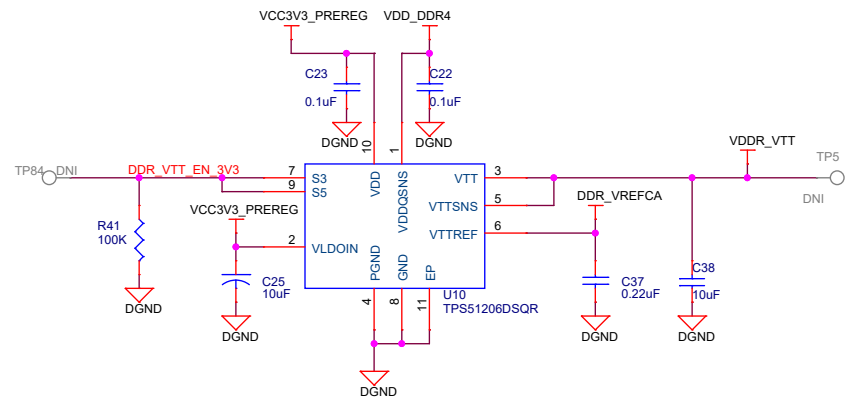 VCC3V3_PREREG
VDD_DDR4
C23
0.1uF
C22
0.1uF
DGND
DGND
10
1
VDDR_VTT
TP5
DNI
TP84 DNI
DDR_VTT_EN_3V3
7
9
S3
S5
VDD
VDDQSNS
VTT
3
VTTSNS
5
VTTREF
6
DDR_VREFCA
R41
100K
VCC3V3_PREREG
2
VLDOIN
PGND
GND
EP
C25
10uF
4
8
11
U10
TPS51206DSQR
C37
0.22uF
C38
10uF
DGND
DGND
DGND
DGND
DGND